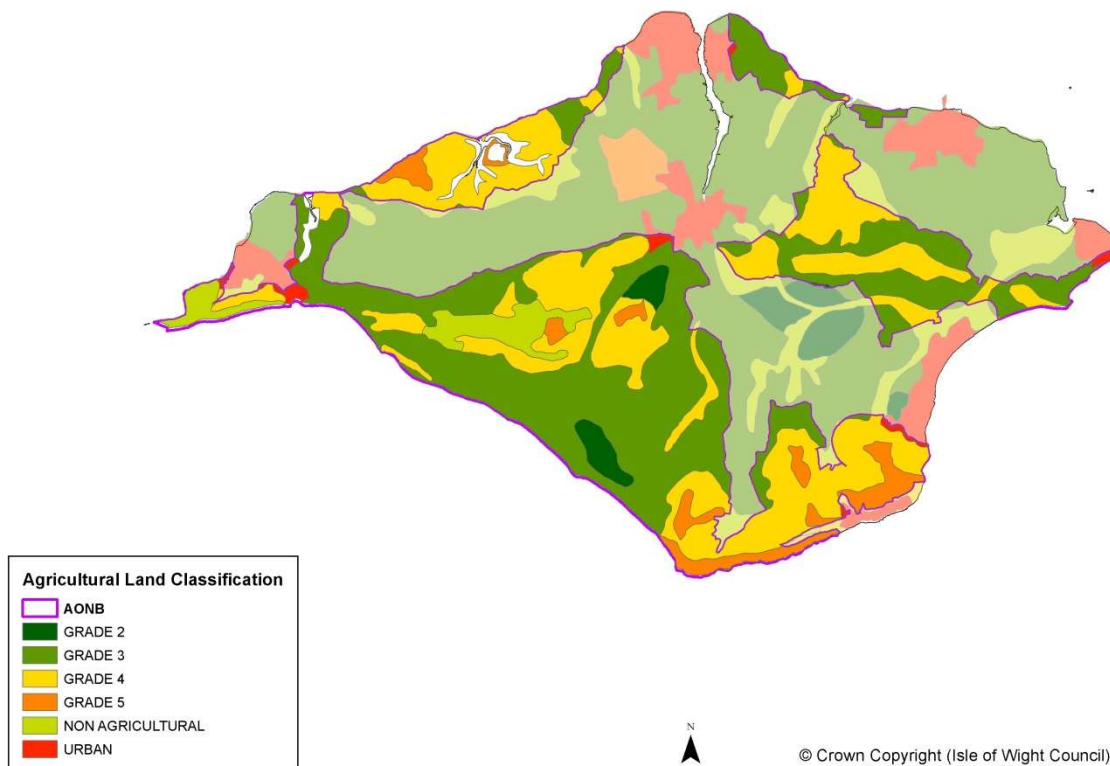 Agricultural Land Classification
AONB
GRADE 2
GRADE 3
GRADE 4
GRADE 5
NON AGRICULTURAL
URBAN
N
© Crown Copyright (Isle of Wight Council)